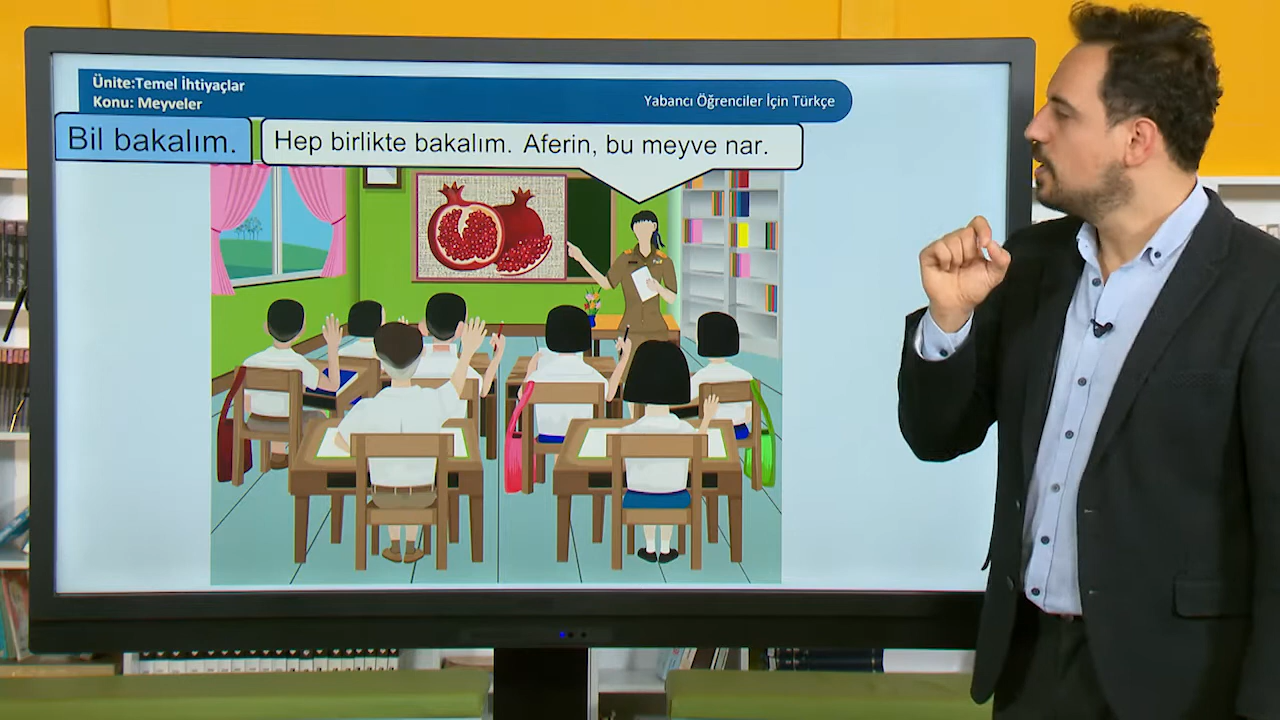 Ünite:Temel İhtiyaçlar
Konu: Meyveler
Yabancı Öğrenciler İçin Türkçe
Bil bakalım.
Hep birlikte bakalım. Aferin, bu meyve nar.